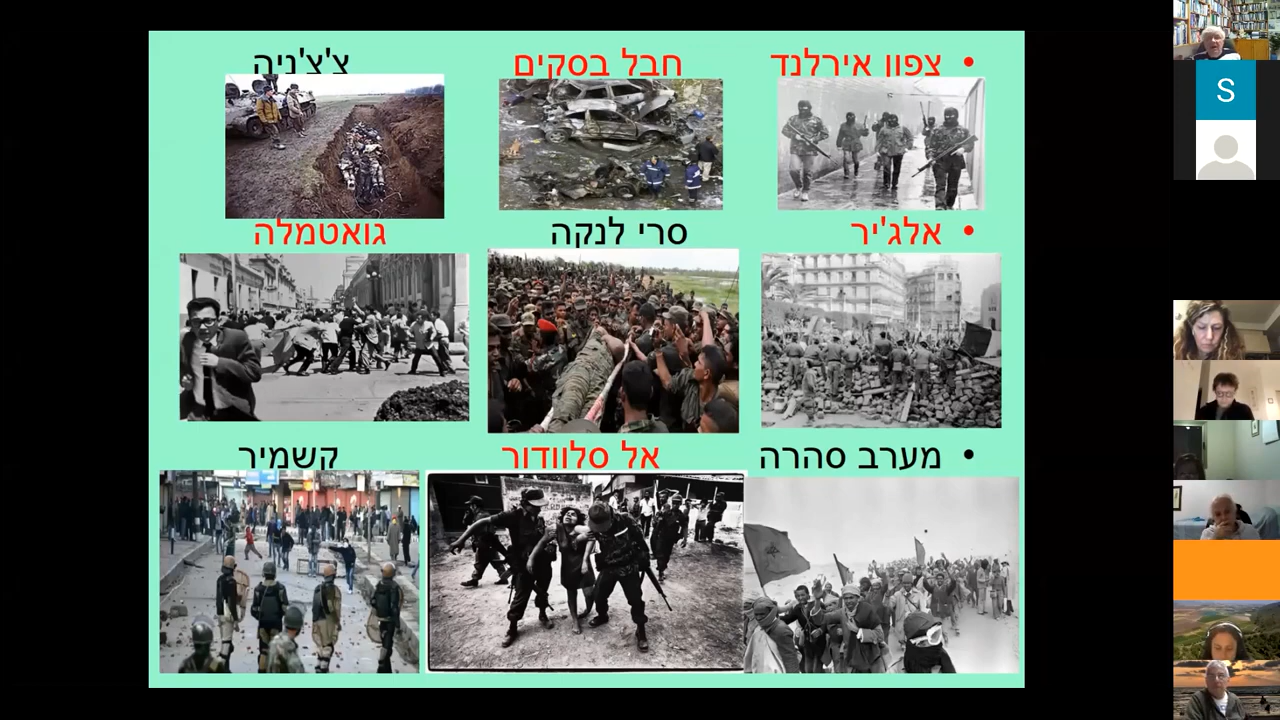 • צפון אירלנד
חבל בסקים
צ'צ'ניה
• אלג'יר
סרי לנקה
גואטמלה
• מערב סהרה
אל סלוודור
קשמיר
S